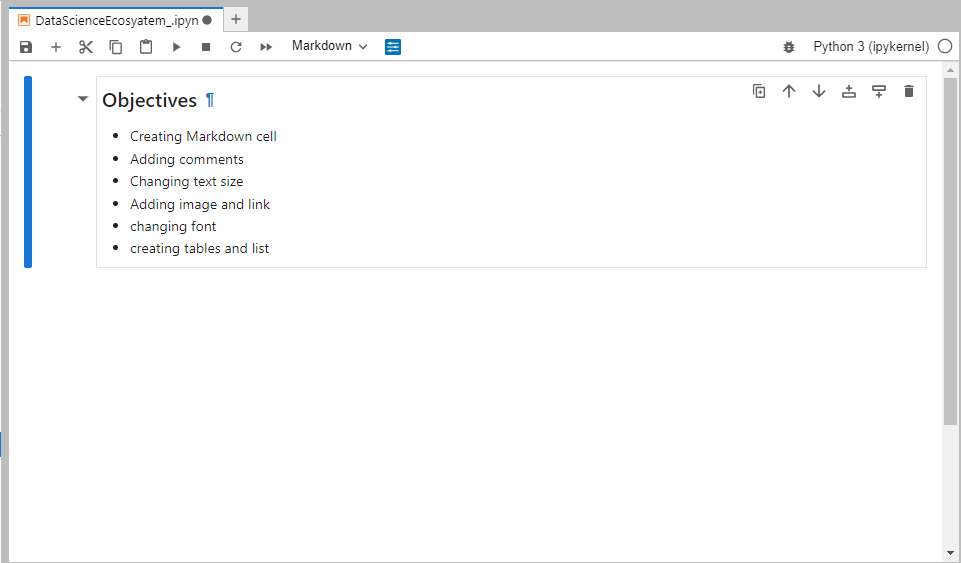 DataScienceEcosyatem_.ipyn
Markdown
Python 3 (ipykernel)
Objectives ¶
• Creating Markdown cell
• Adding comments
• Changing text size
• Adding image and link
• changing font
• creating tables and list